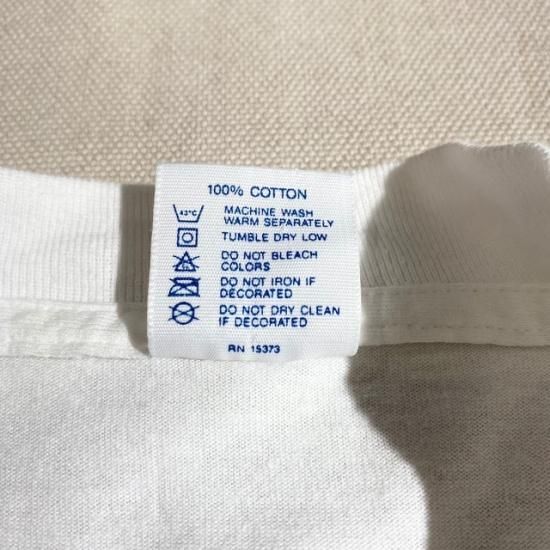 100% COTTON
43°C
MACHINE WASH
WARM SEPARATELY
TUMBLE DRY LOW
DO NOT BLEACH
COLORS
DO NOT IRON IF
DECORATED
DO NOT DRY CLEAN
IF DECORATED
RN 15373